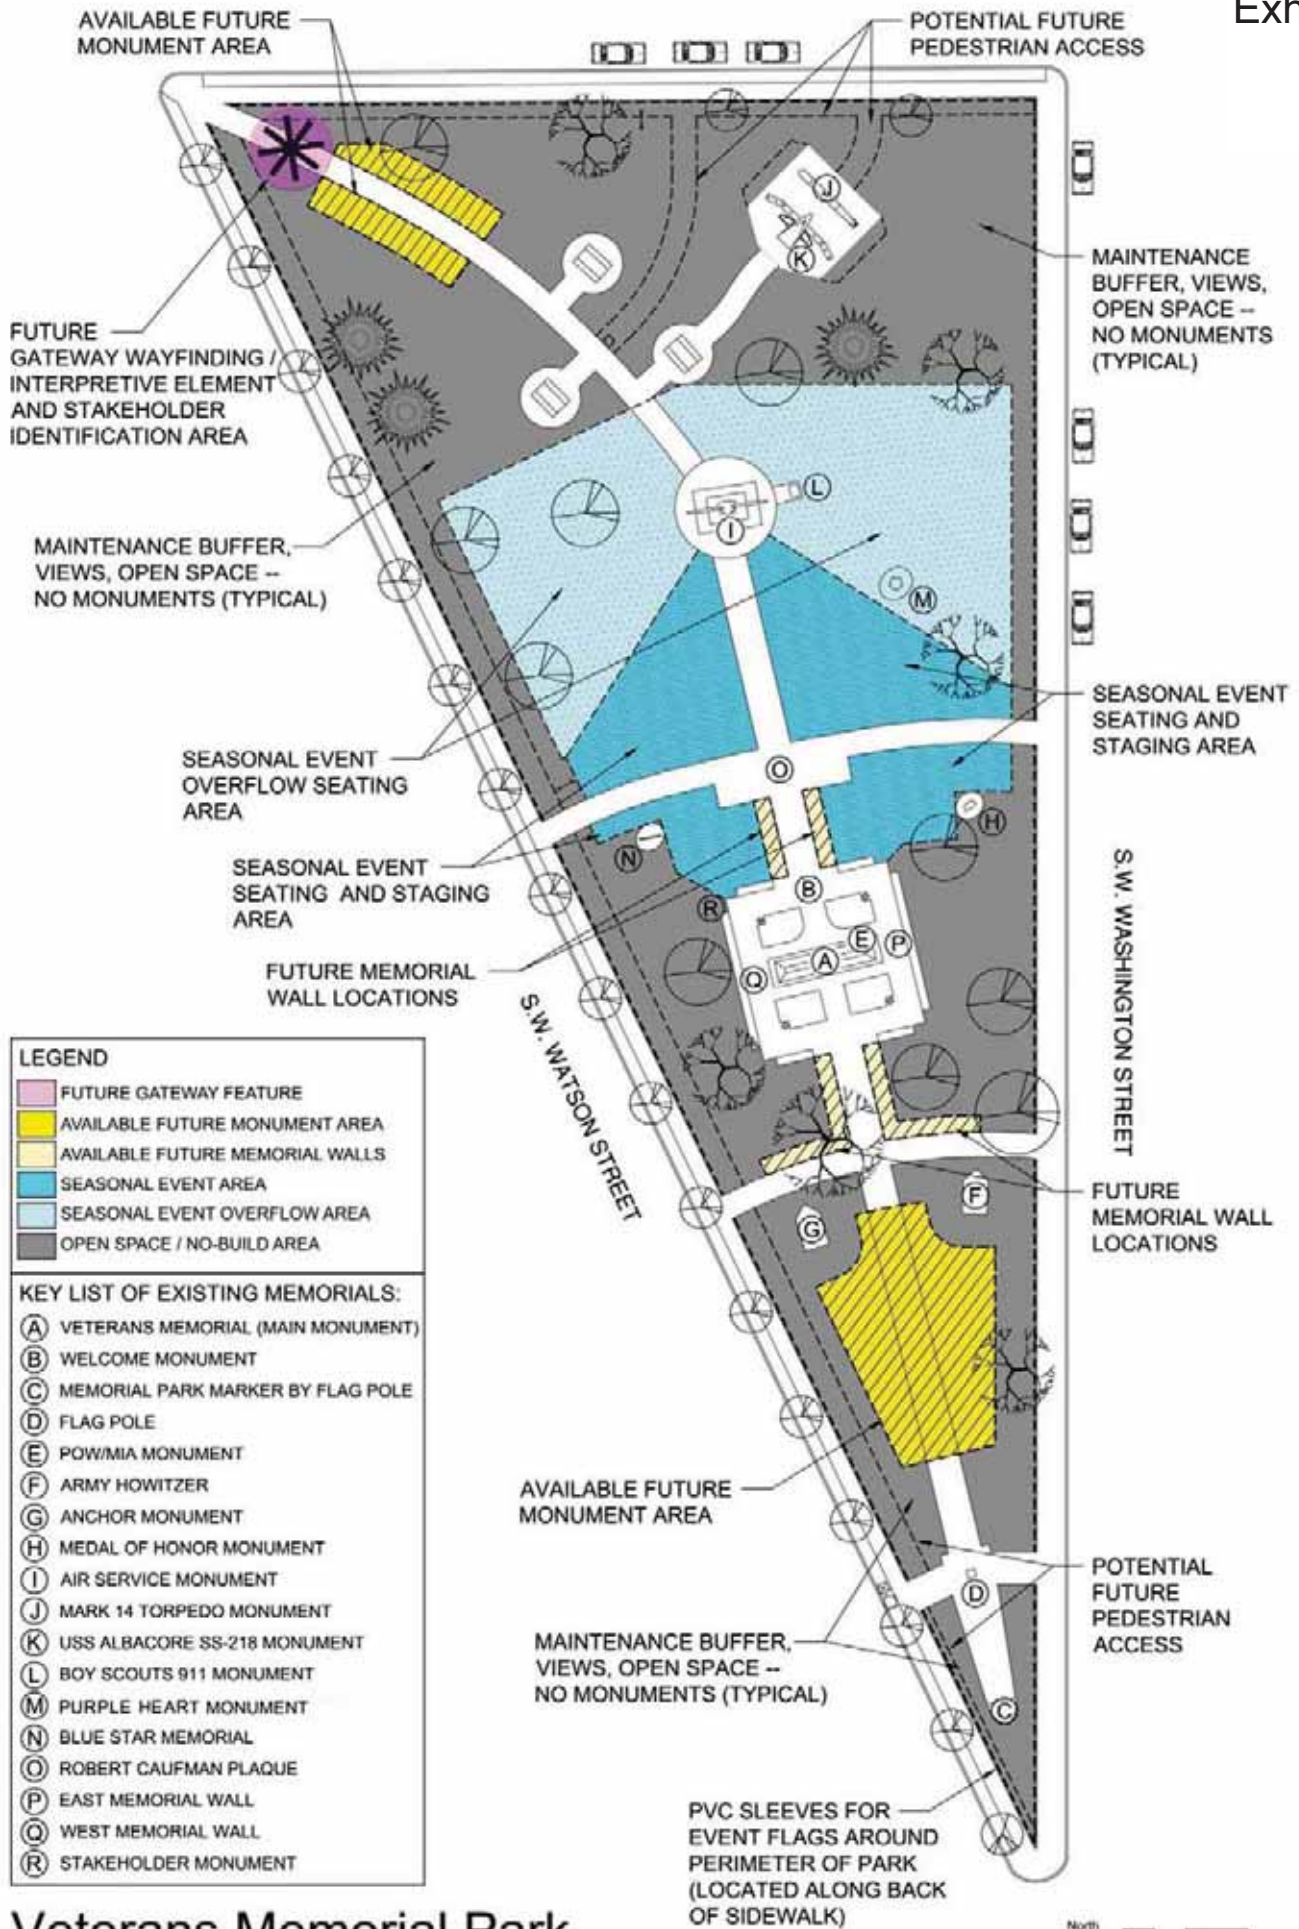 Exh
AVAILABLE FUTURE
MONUMENT AREA
POTENTIAL FUTURE
PEDESTRIAN ACCESS
J
K
MAINTENANCE
BUFFER, VIEWS,
OPEN SPACE --
NO MONUMENTS
(TYPICAL)
FUTURE
GATEWAY WAYFINDING /
INTERPRETIVE ELEMENT
AND STAKEHOLDER
IDENTIFICATION AREA
L
I
MAINTENANCE BUFFER,
VIEWS, OPEN SPACE --
NO MONUMENTS (TYPICAL)
M
SEASONAL EVENT
SEATING AND
STAGING AREA
SEASONAL EVENT
OVERFLOW SEATING
AREA
O
H
N
SEASONAL EVENT
SEATING AND STAGING
AREA
B
R
E
P
A
Q
FUTURE MEMORIAL
WALL LOCATIONS
S.W. WATSON STREET
S.W. WASHINGTON STREET
F
G
FUTURE
MEMORIAL WALL
LOCATIONS
AVAILABLE FUTURE
MONUMENT AREA
D
POTENTIAL
FUTURE
PEDESTRIAN
ACCESS
MAINTENANCE BUFFER,
VIEWS, OPEN SPACE --
NO MONUMENTS (TYPICAL)
C
PVC SLEEVES FOR
EVENT FLAGS AROUND
PERIMETER OF PARK
(LOCATED ALONG BACK
OF SIDEWALK)
LEGEND
FUTURE GATEWAY FEATURE
AVAILABLE FUTURE MONUMENT AREA
AVAILABLE FUTURE MEMORIAL WALLS
SEASONAL EVENT AREA
SEASONAL EVENT OVERFLOW AREA
OPEN SPACE / NO-BUILD AREA
KEY LIST OF EXISTING MEMORIALS:
A VETERANS MEMORIAL (MAIN MONUMENT)
B WELCOME MONUMENT
C MEMORIAL PARK MARKER BY FLAG POLE
D FLAG POLE
E POW/MIA MONUMENT
F ARMY HOWITZER
G ANCHOR MONUMENT
H MEDAL OF HONOR MONUMENT
I AIR SERVICE MONUMENT
J MARK 14 TORPEDO MONUMENT
K USS ALBACORE SS-218 MONUMENT
L BOY SCOUTS 911 MONUMENT
M PURPLE HEART MONUMENT
N BLUE STAR MEMORIAL
O ROBERT CAUFMAN PLAQUE
P EAST MEMORIAL WALL
Q WEST MEMORIAL WALL
R STAKEHOLDER MONUMENT
Veterans Memorial Park
North